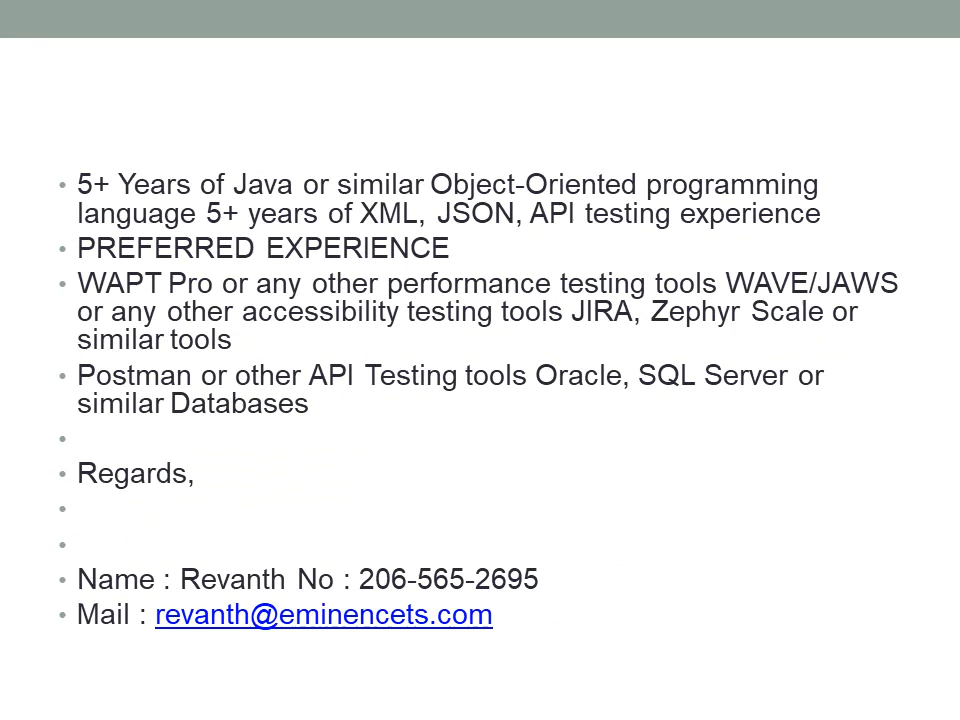 • 5+ Years of Java or similar Object-Oriented programming
language 5+ years of XML, JSON, API testing experience
• PREFERRED EXPERIENCE
• WAPT Pro or any other performance testing tools WAVE/JAWS
or any other accessibility testing tools JIRA, Zephyr Scale or
similar tools
• Postman or other API Testing tools Oracle, SQL Server or
similar Databases
•
• Regards,
•
•
• Name : Revanth No : 206-565-2695
• Mail : revanth@eminencets.com